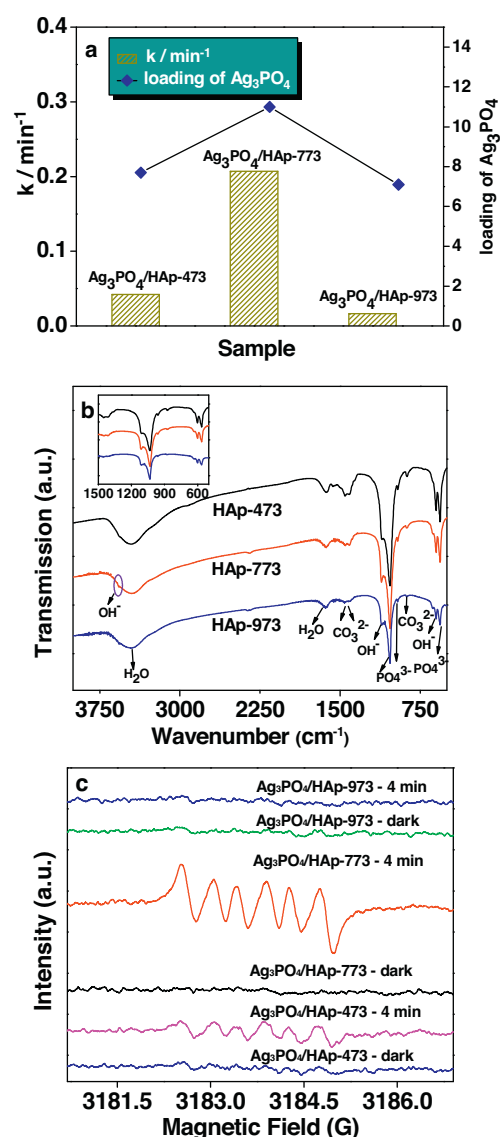 a
k / min⁻¹
loading of Ag₃PO₄
0.4
0.3
0.2
0.1
0.0
k / min⁻¹
14
12
10
8
6
4
2
0
loading of Ag₃PO₄
Ag₃PO₄/HAp-773
Ag₃PO₄/HAp-473
Ag₃PO₄/HAp-973
Sample
b
1500 1200 900 600
HAp-473
HAp-773
HAp-973
OH⁻
H₂O
H₂O
CO₃²⁻
OH⁻
PO4³⁻
CO₃²⁻
OH⁻
PO4³⁻
Transmission (a.u.)
3750 3000 2250 1500 750
Wavenumber (cm⁻¹)
c
Ag₃PO₄/HAp-973 - 4 min
Ag₃PO₄/HAp-973 - dark
Ag₃PO₄/HAp-773 - 4 min
Ag₃PO₄/HAp-773 - dark
Ag₃PO₄/HAp-473 - 4 min
Ag₃PO₄/HAp-473 - dark
Intensity (a.u.)
3181.5 3183.0 3184.5 3186.0
Magnetic Field (G)